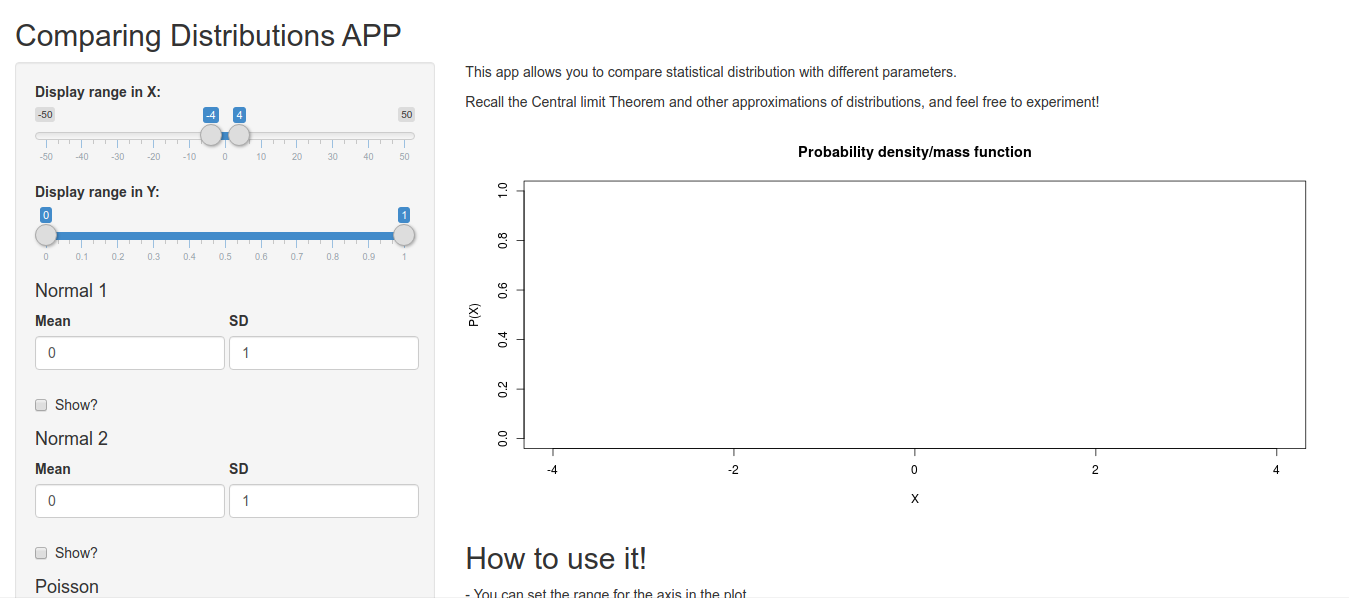 Comparing Distributions APP
Display range in X:
-50 -4 4 50
-50 -40 -30 -20 -10 0 10 20 30 40 50
Display range in Y:
0 1
0 0.1 0.2 0.3 0.4 0.5 0.6 0.7 0.8 0.9 1
Normal 1
Mean SD
0 1
Show?
Normal 2
Mean SD
0 1
Show?
Poisson
This app allows you to compare statistical distribution with different parameters.
Recall the Central limit Theorem and other approximations of distributions, and feel free to experiment!
Probability density/mass function
P(X)
1.0
0.8
0.6
0.4
0.2
0.0
-4 -2 0 2 4
X
How to use it!
- You can set the range for the axis in the plot